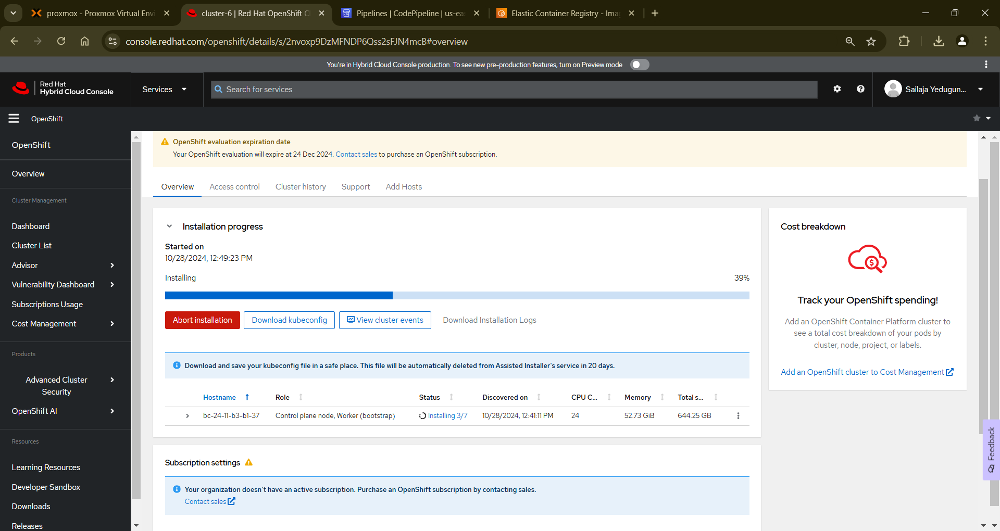 proxmox - Proxmox Virtual Envi
cluster-6 | Red Hat OpenShift C
Pipelines | CodePipeline | us-ea
Elastic Container Registry - Ima
console.redhat.com/openshift/details/s/2nvoxp9DzMFNDP6Qss2sFJN4mcB#overview
You're in Hybrid Cloud Console production. To see new pre-production features, turn on Preview mode
Red Hat
Hybrid Cloud Console
Services
Search for services
Sailaja Yedugun...
OpenShift
OpenShift
Overview
Cluster Management
Dashboard
Cluster List
Advisor
Vulnerability Dashboard
Subscriptions Usage
Cost Management
Products
Advanced Cluster
Security
OpenShift AI
Resources
Learning Resources
Developer Sandbox
Downloads
Releases
OpenShift evaluation expiration date
Your OpenShift evaluation will expire at 24 Dec 2024. Contact sales to purchase an OpenShift subscription.
Overview Access control Cluster history Support Add Hosts
Installation progress
Started on
10/28/2024, 12:49:23 PM
Installing 39%
Abort installation Download kubeconfig View cluster events Download Installation Logs
Download and save your kubeconfig file in a safe place. This file will be automatically deleted from Assisted Installer's service in 20 days.
Hostname Role Status Discovered on CPU C... Memory Total s...
bc-24-11-b3-b1-37 Control plane node, Worker (bootstrap) Installing 3/7 10/28/2024, 12:41:11 PM 24 52.73 GiB 644.25 GB
Subscription settings
Your organization doesn't have an active subscription. Purchase an OpenShift subscription by contacting sales.
Contact sales
Cost breakdown
Track your OpenShift spending!
Add an OpenShift Container Platform cluster to
see a total cost breakdown of your pods by
cluster, node, project, or labels.
Add an OpenShift cluster to Cost Management
Feedback